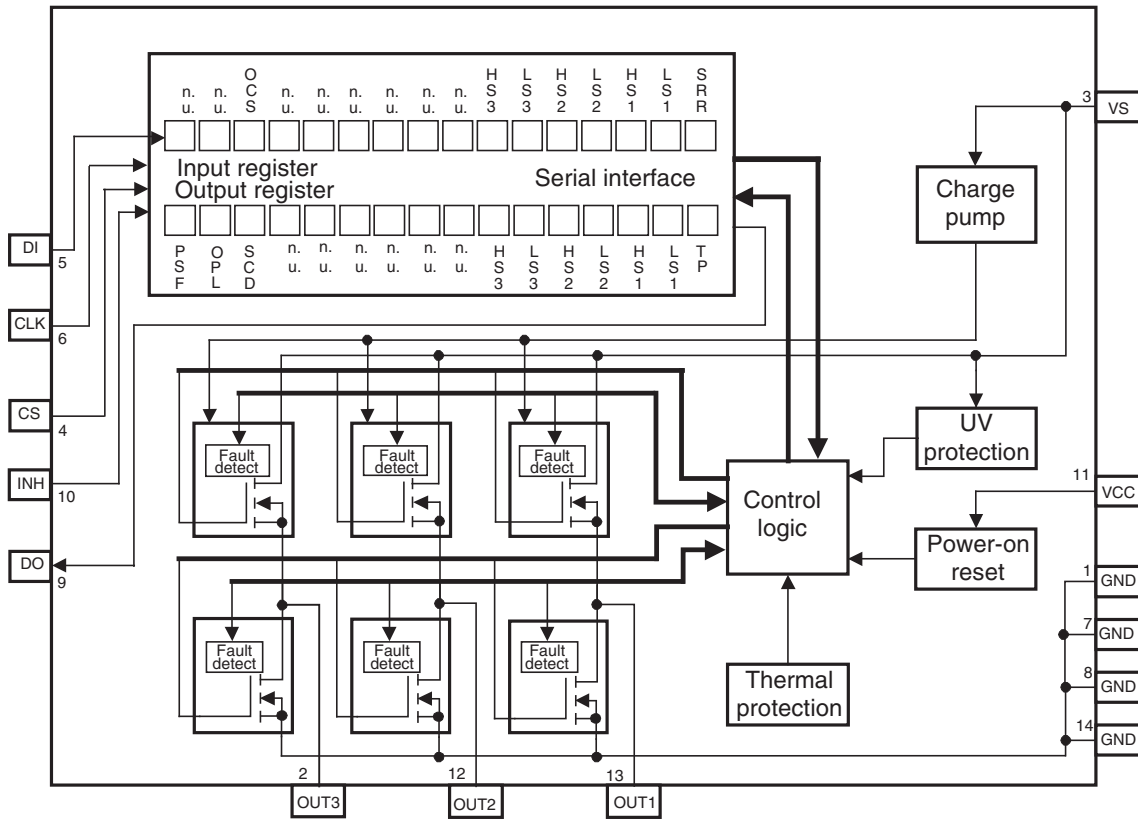 n.
u.
n.
u.
O
C
S
n.
u.
n.
u.
n.
u.
n.
u.
n.
u.
n.
u.
H
S
3
L
S
3
H
S
2
L
S
2
H
S
1
L
S
1
S
R
R
Input register
Output register
Serial interface
P
S
F
O
P
L
S
C
D
n.
u.
n.
u.
n.
u.
n.
u.
n.
u.
n.
u.
H
S
3
L
S
3
H
S
2
L
S
2
H
S
1
L
S
1
T
P
3
VS
Charge
pump
DI
5
CLK
6
CS
4
INH
10
DO
9
Fault
detect
Fault
detect
Fault
detect
Control
logic
UV
protection
11
VCC
Power-on
reset
1
GND
7
GND
8
GND
14
GND
Fault
detect
Fault
detect
Fault
detect
Thermal
protection
2
OUT3
12
OUT2
13
OUT1